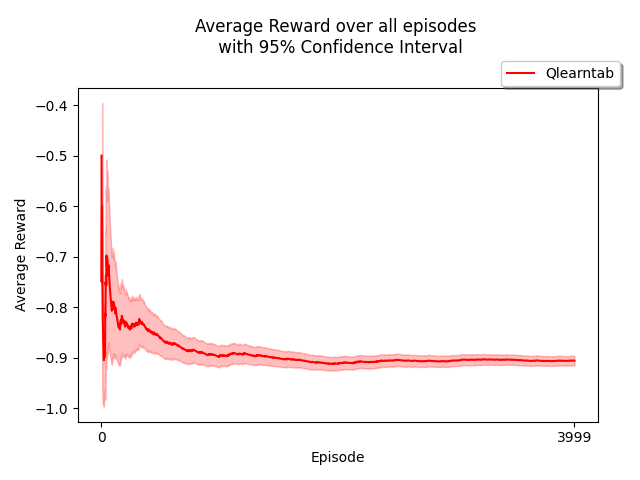 Average Reward over all episodes
with 95% Confidence Interval
Qlearntab
−0.4
−0.5
−0.6
−0.7
−0.8
−0.9
−1.0
Average Reward
0
3999
Episode